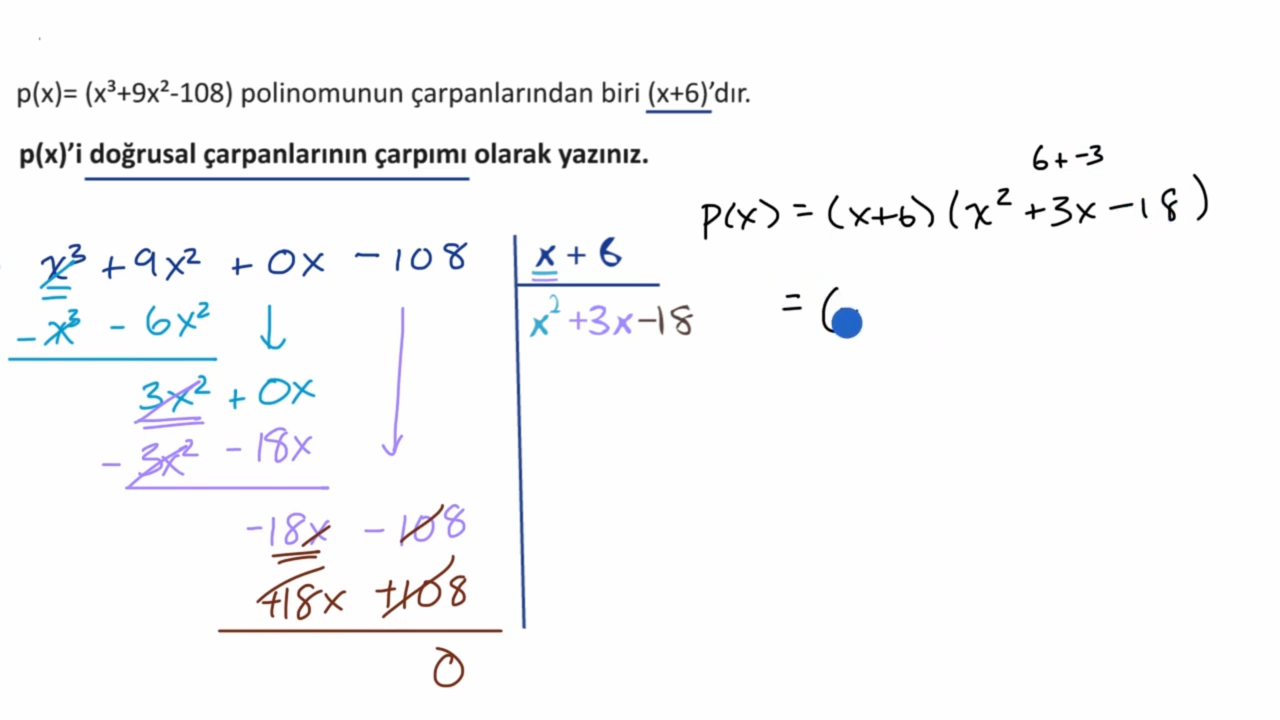 p(x)= (x³+9x²-108) polinomunun çarpanlarından biri (x+6)’dır.
p(x)’i doğrusal çarpanlarının çarpımı olarak yazınız.
6+-3
P(x) = (x+6)(x²+3x-18)
x³ + 9x² + 0x - 108
x + 6
-x³ - 6x²
x² +3x -18
= (
3x² + 0x
- 3x² - 18x
-18x - 108
+18x +108
0